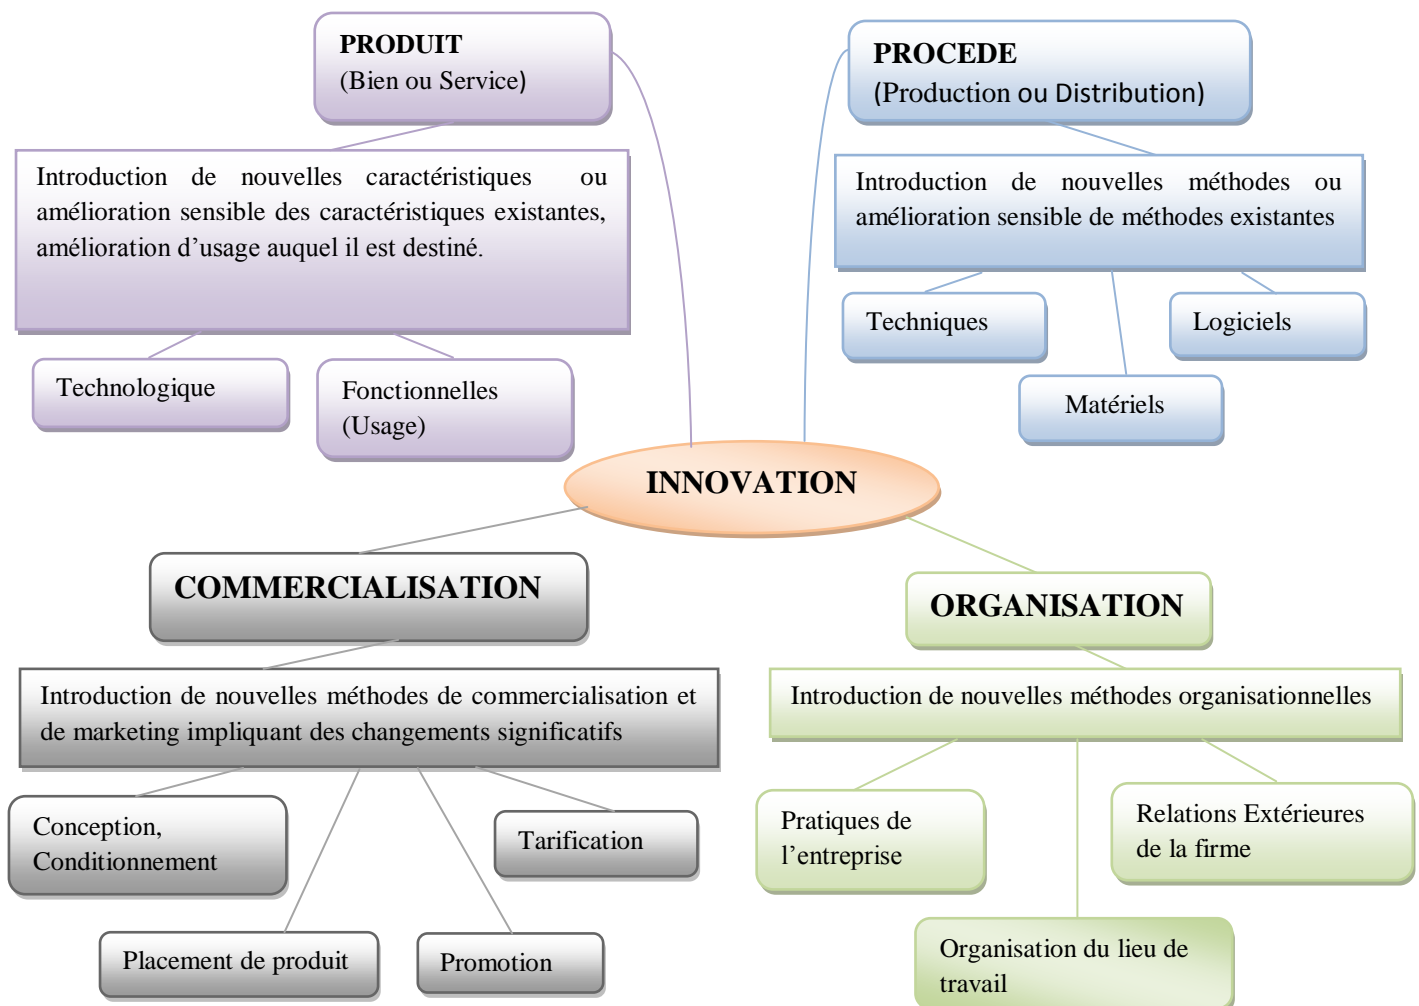 PRODUIT
(Bien ou Service)
Introduction de nouvelles caractéristiques ou
amélioration sensible des caractéristiques existantes,
amélioration d’usage auquel il est destiné.
Technologique
Fonctionnelles
(Usage)
PROCEDE
(Production ou Distribution)
Introduction de nouvelles méthodes ou
amélioration sensible de méthodes existantes
Techniques
Logiciels
Matériels
INNOVATION
COMMERCIALISATION
Introduction de nouvelles méthodes de commercialisation et
de marketing impliquant des changements significatifs
Conception,
Conditionnement
Tarification
Placement de produit
Promotion
ORGANISATION
Introduction de nouvelles méthodes organisationnelles
Pratiques de
l’entreprise
Relations Extérieures
de la firme
Organisation du lieu de
travail